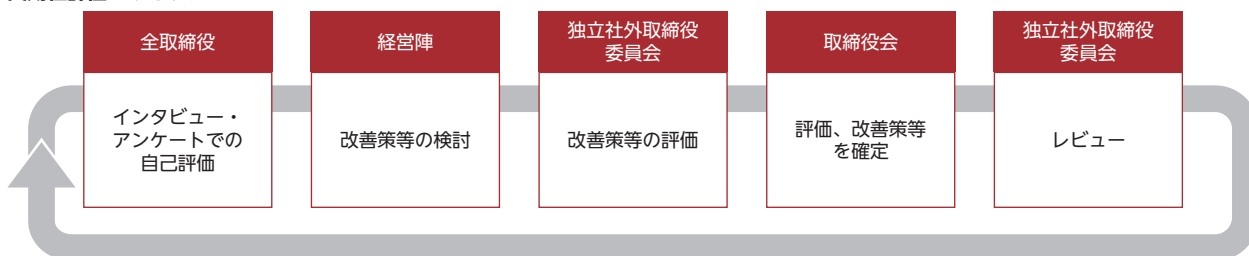 全取締役
インタビュー・
アンケートでの
自己評価
経営陣
改善策等の検討
独立社外取締役
委員会
改善策等の評価
取締役会
評価、改善策等
を確定
独立社外取締役
委員会
レビュー